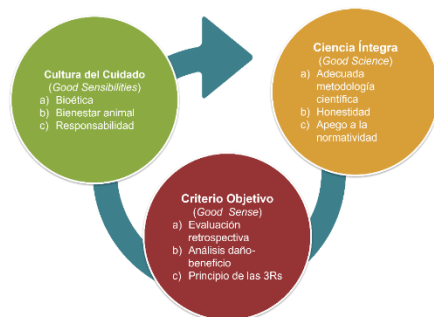 Cultura del Cuidado
(Good Sensibilities)
a) Bioética
b) Bienestar animal
c) Responsabilidad
Ciencia Íntegra
(Good Science)
a) Adecuada
metodología
científica
b) Honestidad
c) Apego a la
normatividad
Criterio Objetivo
(Good Sense)
a) Evaluación
retrospectiva
b) Análisis daño-
beneficio
c) Principio de las 3Rs